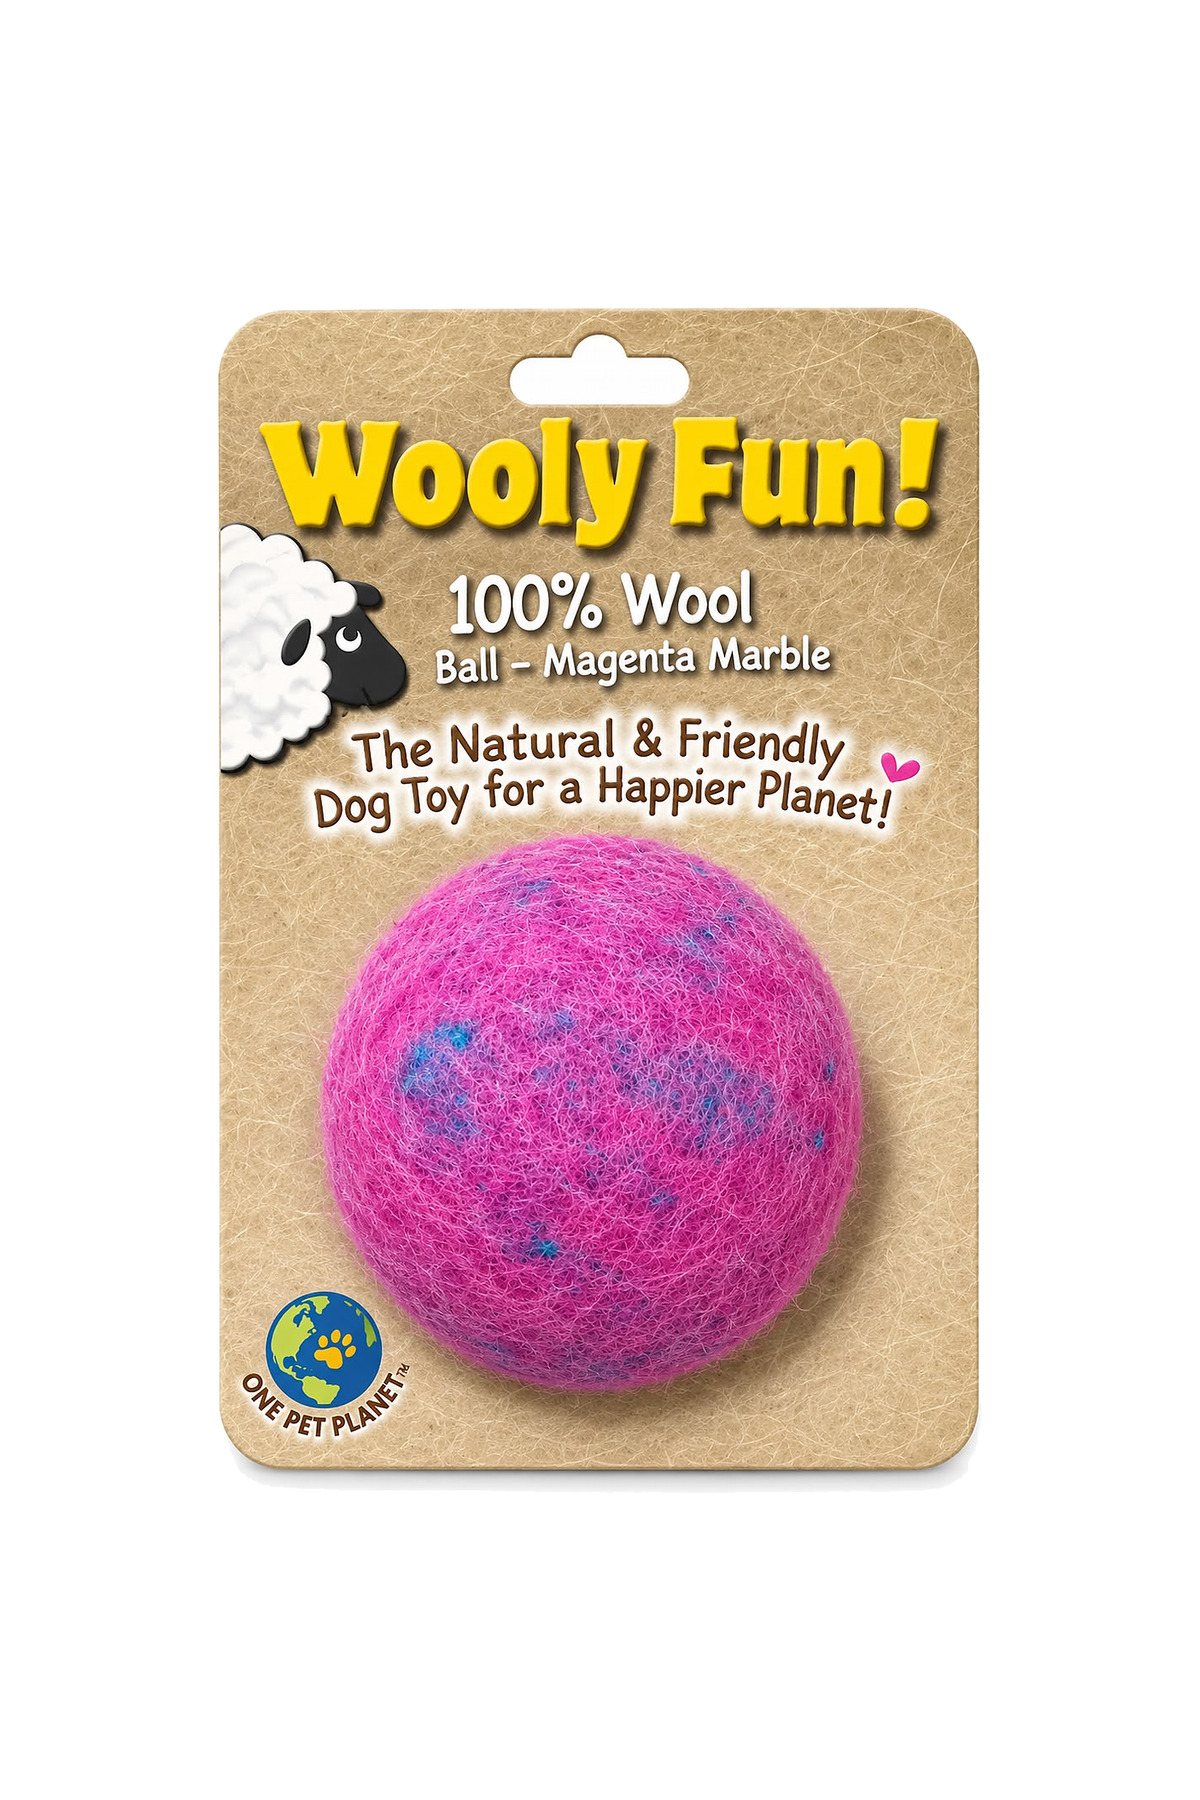 Wooly Fun!
100% Wool
Ball – Magenta Marble
The Natural & Friendly
Dog Toy for a Happier Planet!
ONE PET PLANET™